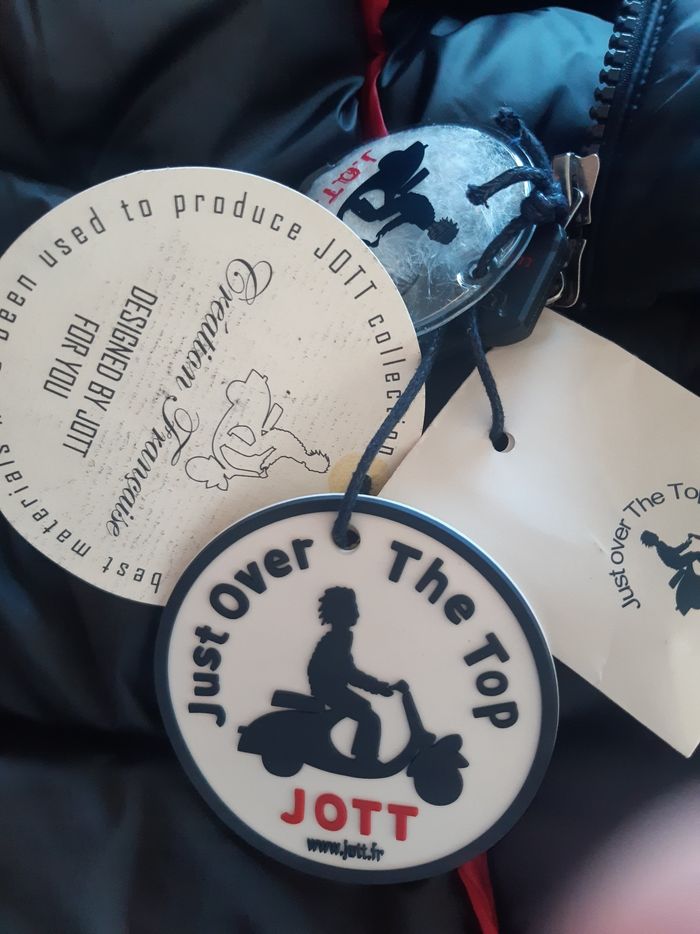 Just Over The Top
JOTT
www.jott.fr
best materials
been used to produce JOTT collection
Création Française
DESIGNED BY JOTT
FOR YOU
J.OTT
Just over The Top